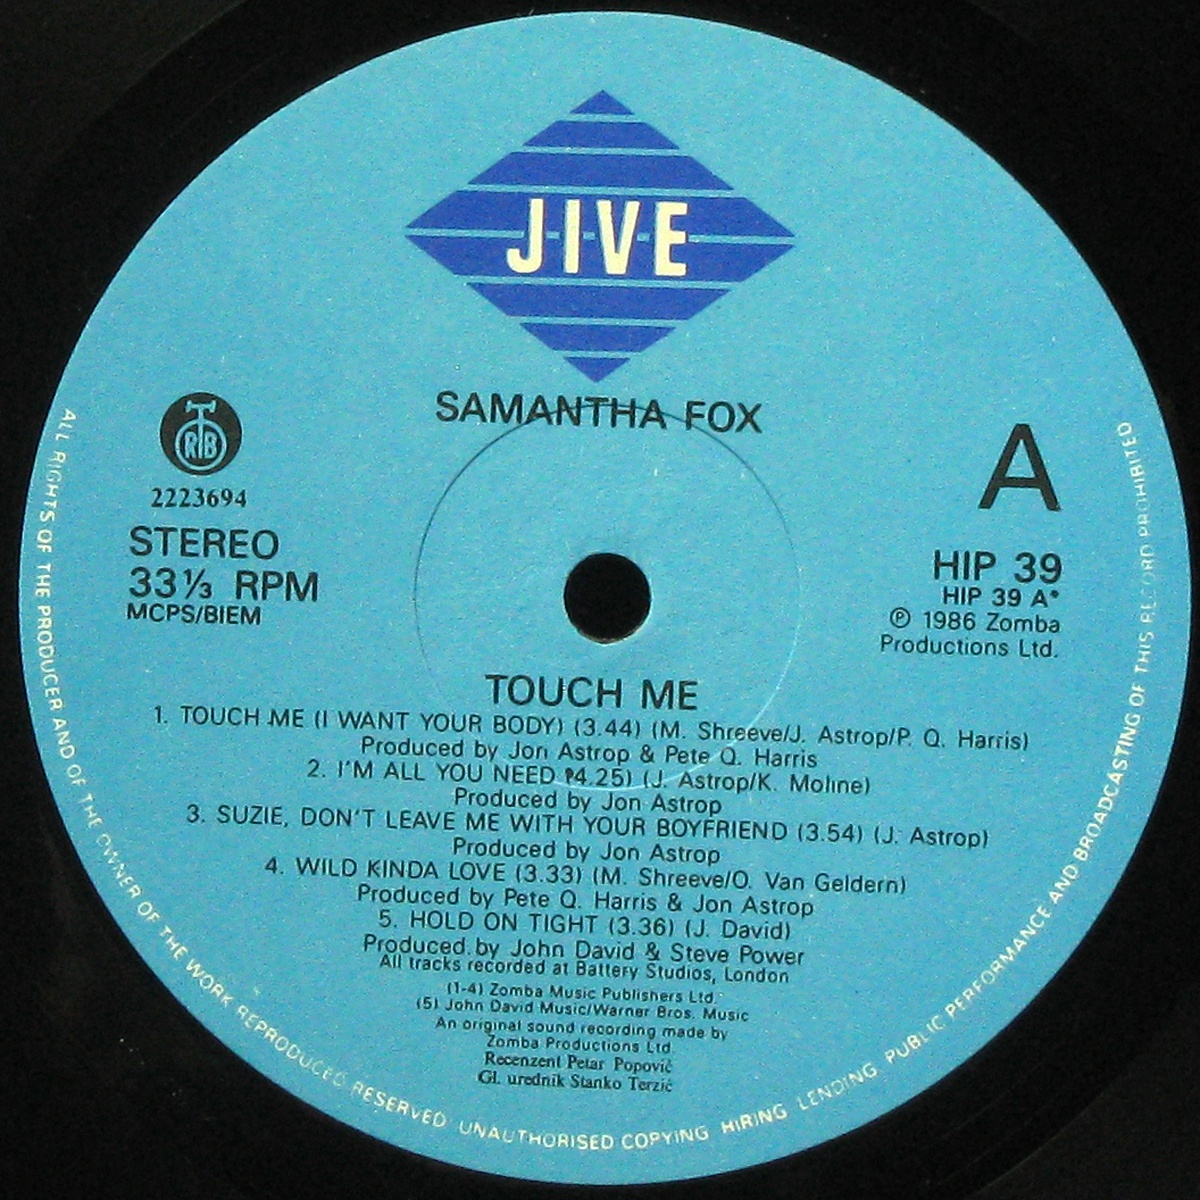 JIVE
SAMANTHA FOX
RTB
2223694
STEREO
33⅓ RPM
MCPS/BIEM
A
HIP 39
HIP 39 A*
℗ 1986 Zomba
Productions Ltd.
TOUCH ME
1. TOUCH ME (I WANT YOUR BODY) (3.44) (M. Shreeve/J. Astrop/P. Q. Harris)
Produced by Jon Astrop & Pete Q. Harris
2. I'M ALL YOU NEED (4.25) (J. Astrop/K. Moline)
Produced by Jon Astrop
3. SUZIE, DON'T LEAVE ME WITH YOUR BOYFRIEND (3.54) (J. Astrop)
Produced by Jon Astrop
4. WILD KINDA LOVE (3.33) (M. Shreeve/O. Van Geldern)
Produced by Pete Q. Harris & Jon Astrop
5. HOLD ON TIGHT (3.36) (J. David)
Produced by John David & Steve Power
All tracks recorded at Battery Studios, London
(1-4) Zomba Music Publishers Ltd.
(5) John David Music/Warner Bros. Music
An original sound recording made by
Zomba Productions Ltd.
Recenzent Petar Popović
Gl. urednik Stanko Terzić
ALL RIGHTS OF THE PRODUCER AND OF THE OWNER OF THE WORK REPRODUCED RESERVED UNAUTHORISED COPYING HIRING LENDING PUBLIC PERFORMANCE AND BROADCASTING OF THIS RECORD PROHIBITED